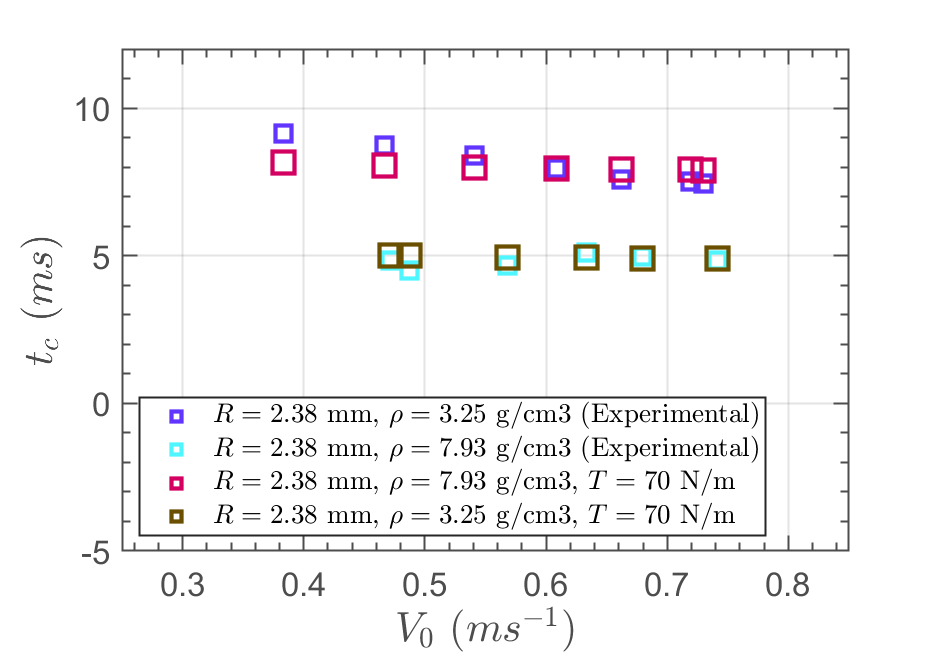 10
5
0
-5
t_c (ms)
R = 2.38 mm, ρ = 3.25 g/cm3 (Experimental)
R = 2.38 mm, ρ = 7.93 g/cm3 (Experimental)
R = 2.38 mm, ρ = 7.93 g/cm3, T = 70 N/m
R = 2.38 mm, ρ = 3.25 g/cm3, T = 70 N/m
0.3 0.4 0.5 0.6 0.7 0.8
V_0 (ms^{-1})